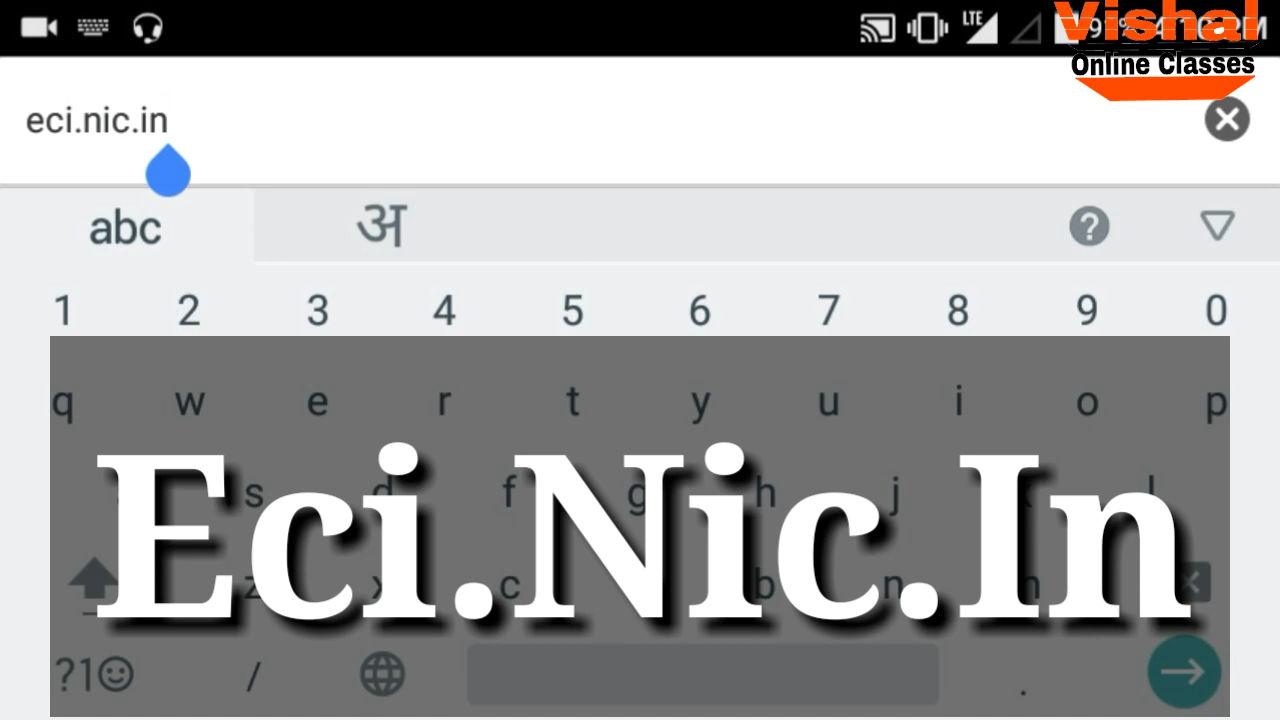 LTE
Vishal
Online Classes
eci.nic.in
abc अ ?
1 2 3 4 5 6 7 8 9 0
q w e r t y u i o p
s d f g h j l
Eci.Nic.In
z x c b n
?1 / .